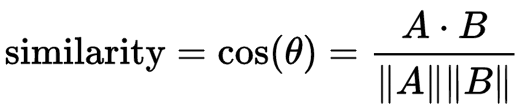 similarity = cos(θ) = A · B / ‖A‖‖B‖